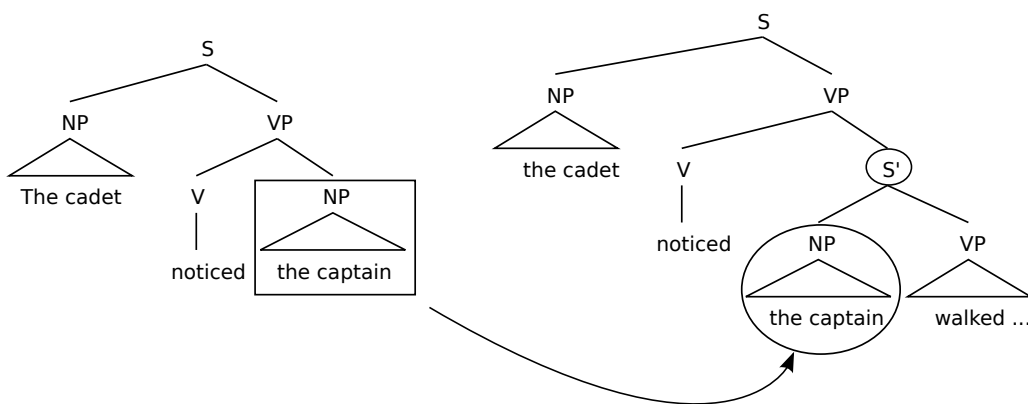 S
NP VP
The cadet
V NP
noticed the captain
S
NP VP
the cadet
V S'
noticed
NP VP
the captain walked ...